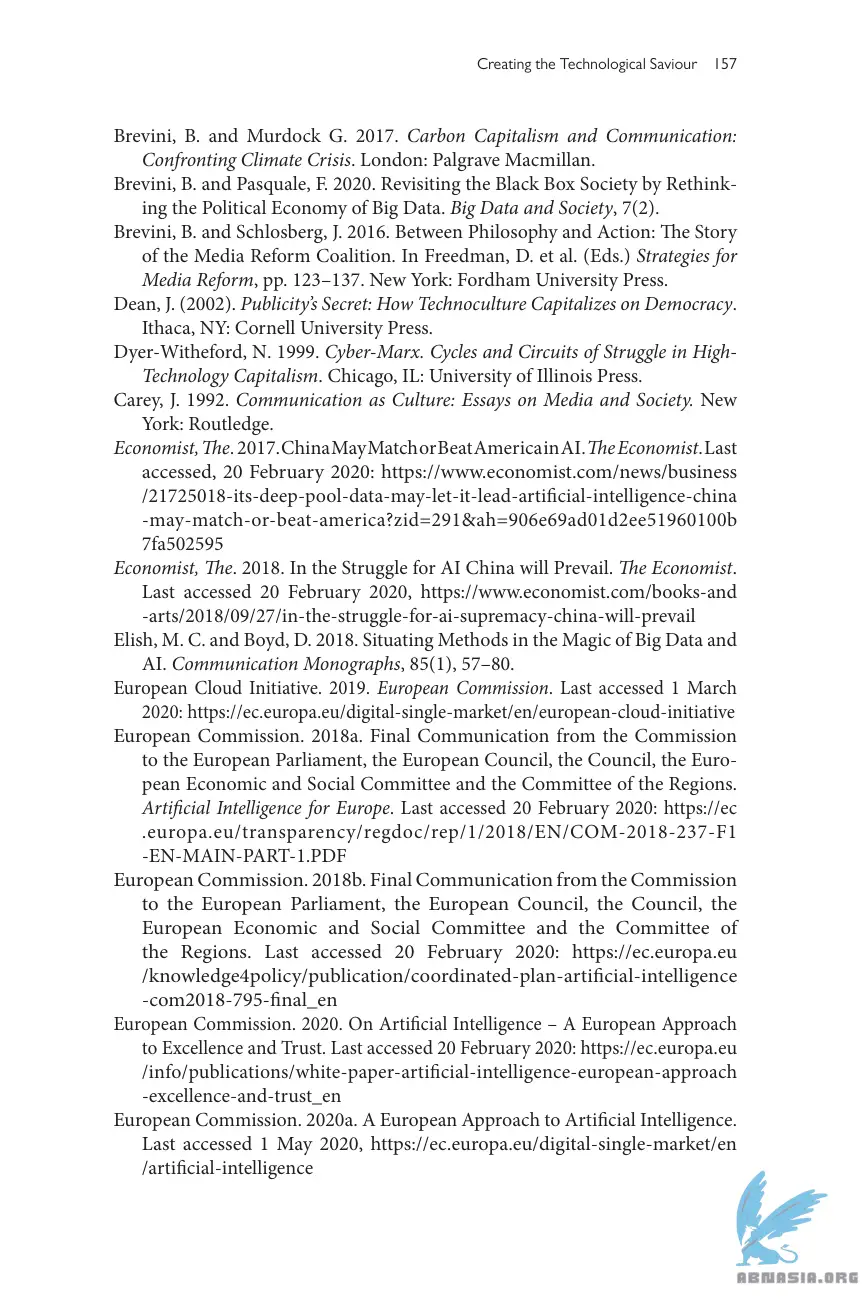 Creating the Technological Saviour 157
Brevini, B. and Murdock G. 2017. Carbon Capitalism and Communication:
Confronting Climate Crisis. London: Palgrave Macmillan.
Brevini, B. and Pasquale, F. 2020. Revisiting the Black Box Society by Rethink-
ing the Political Economy of Big Data. Big Data and Society, 7(2).
Brevini, B. and Schlosberg, J. 2016. Between Philosophy and Action: The Story
of the Media Reform Coalition. In Freedman, D. et al. (Eds.) Strategies for
Media Reform, pp. 123–137. New York: Fordham University Press.
Dean, J. (2002). Publicity’s Secret: How Technoculture Capitalizes on Democracy.
Ithaca, NY: Cornell University Press.
Dyer-Witheford, N. 1999. Cyber-Marx. Cycles and Circuits of Struggle in High-
Technology Capitalism. Chicago, IL: University of Illinois Press.
Carey, J. 1992. Communication as Culture: Essays on Media and Society. New
York: Routledge.
Economist, The. 2017. China May Match or Beat America in AI. The Economist. Last
accessed, 20 February 2020: https://www.economist.com/news/business
/21725018-its-deep-pool-data-may-let-it-lead-artificial-intelligence-china
-may-match-or-beat-america?zid=291&ah=906e69ad01d2ee51960100b
7fa502595
Economist, The. 2018. In the Struggle for AI China will Prevail. The Economist.
Last accessed 20 February 2020, https://www.economist.com/books-and
-arts/2018/09/27/in-the-struggle-for-ai-supremacy-china-will-prevail
Elish, M. C. and Boyd, D. 2018. Situating Methods in the Magic of Big Data and
AI. Communication Monographs, 85(1), 57–80.
European Cloud Initiative. 2019. European Commission. Last accessed 1 March
2020: https://ec.europa.eu/digital-single-market/en/european-cloud-initiative
European Commission. 2018a. Final Communication from the Commission
to the European Parliament, the European Council, the Council, the Euro-
pean Economic and Social Committee and the Committee of the Regions.
Artificial Intelligence for Europe. Last accessed 20 February 2020: https://ec
.europa.eu/transparency/regdoc/rep/1/2018/EN/COM-2018-237-F1
-EN-MAIN-PART-1.PDF
European Commission. 2018b. Final Communication from the Commission
to the European Parliament, the European Council, the Council, the
European Economic and Social Committee and the Committee of
the Regions. Last accessed 20 February 2020: https://ec.europa.eu
/knowledge4policy/publication/coordinated-plan-artificial-intelligence
-com2018-795-final_en
European Commission. 2020. On Artificial Intelligence – A European Approach
to Excellence and Trust. Last accessed 20 February 2020: https://ec.europa.eu
/info/publications/white-paper-artificial-intelligence-european-approach
-excellence-and-trust_en
European Commission. 2020a. A European Approach to Artificial Intelligence.
Last accessed 1 May 2020, https://ec.europa.eu/digital-single-market/en
/artificial-intelligence
ABNASIA.ORG